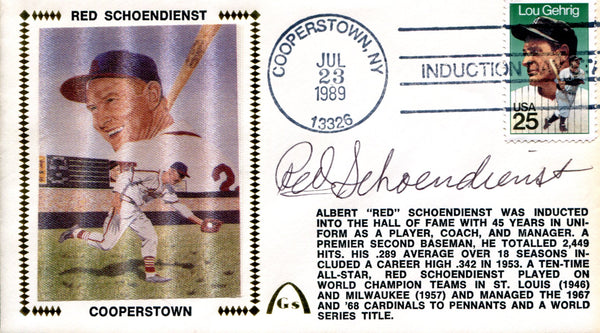 RED SCHOENDIENST
COOPERSTOWN
COOPERSTOWN, NY
JUL
23
1989
13326
INDUCTION DAY
Lou Gehrig
USA
25
Red Schoendienst
ALBERT "RED" SCHOENDIENST WAS INDUCTED
INTO THE HALL OF FAME WITH 45 YEARS IN UNI-
FORM AS A PLAYER, COACH, AND MANAGER. A
PREMIER SECOND BASEMAN, HE TOTALLED 2,449
HITS. HIS .289 AVERAGE OVER 18 SEASONS IN-
CLUDED A CAREER HIGH .342 IN 1953. A TEN-TIME
ALL-STAR, RED SCHOENDIENST PLAYED ON
WORLD CHAMPION TEAMS IN ST. LOUIS (1946)
AND MILWAUKEE (1957) AND MANAGED THE 1967
AND '68 CARDINALS TO PENNANTS AND A WORLD
SERIES TITLE.
Gs
2